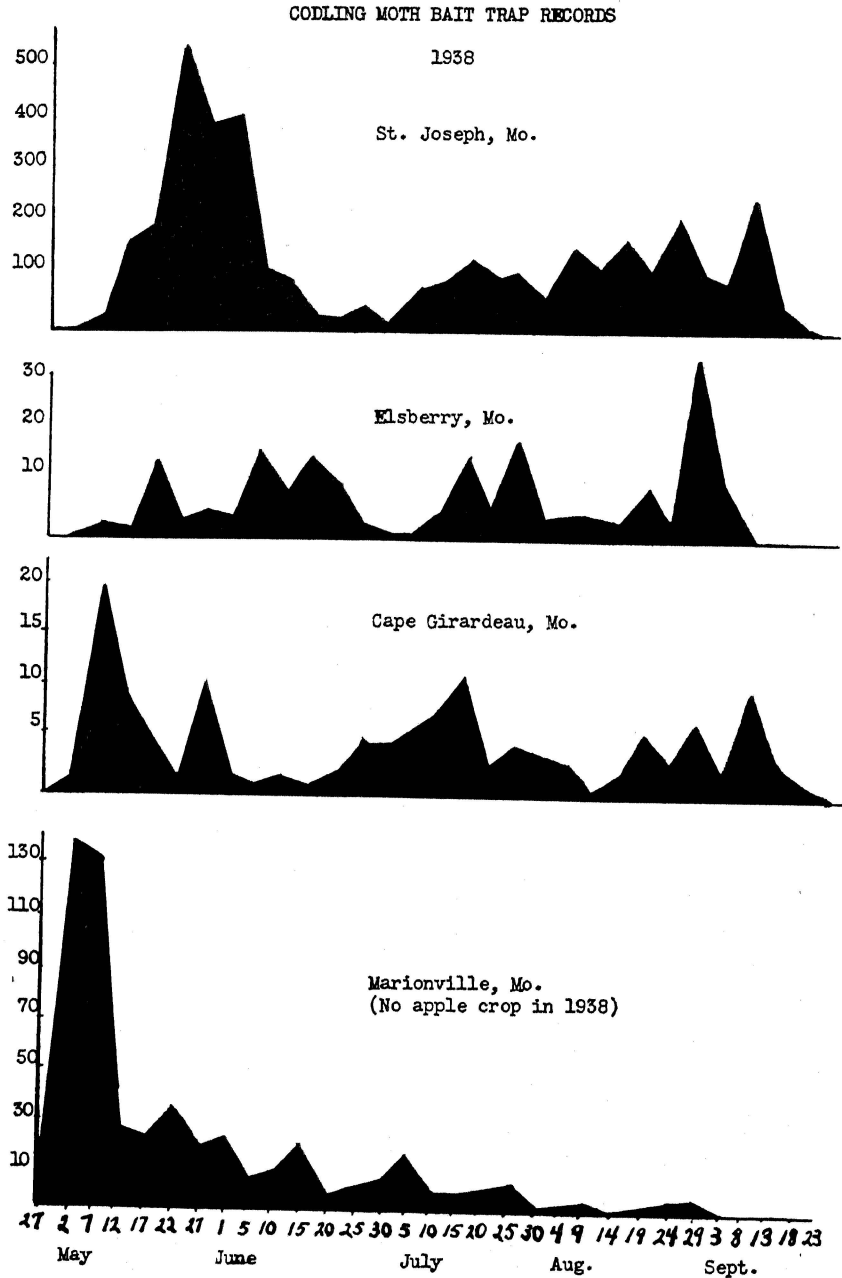 CODLING MOTH BAIT TRAP RECORDS
1938
St. Joseph, Mo.
500
400
300
200
100
Elsberry, Mo.
30
20
10
Cape Girardeau, Mo.
20
15
10
5
Marionville, Mo.
(No apple crop in 1938)
130
110
90
70
50
30
10
27 2 7 12 17 22 27 1 5 10 15 20 25 30 5 10 15 20 25 30 4 9 14 19 24 29 3 8 13 18 23
May June July Aug. Sept.